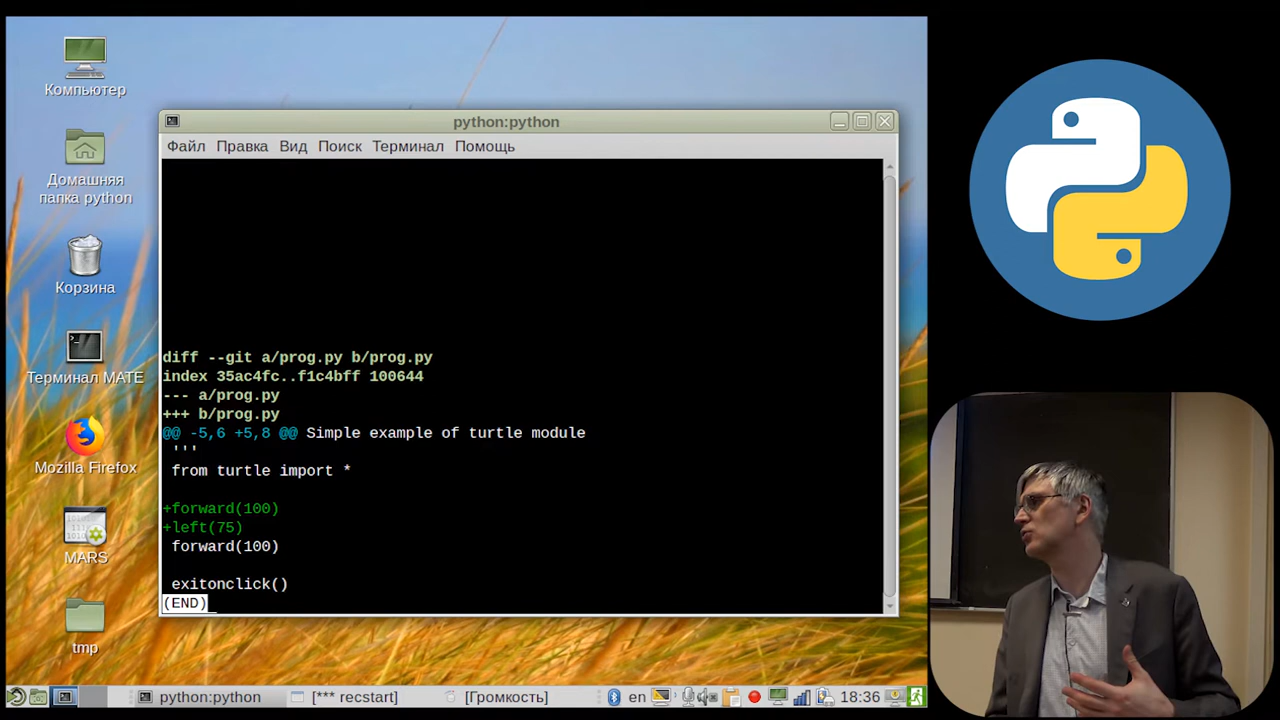 Компьютер
Домашняя
папка python
Корзина
Терминал MATE
Mozilla Firefox
MARS
tmp
python:python
Файл Правка Вид Поиск Терминал Помощь
diff --git a/prog.py b/prog.py
index 35ac4fc..f1c4bff 100644
--- a/prog.py
+++ b/prog.py
@@ -5,6 +5,8 @@ Simple example of turtle module
'''
from turtle import *
+forward(100)
+left(75)
forward(100)
exitonclick()
(END)
python:python [*** recstart] [Громкость] en 18:36